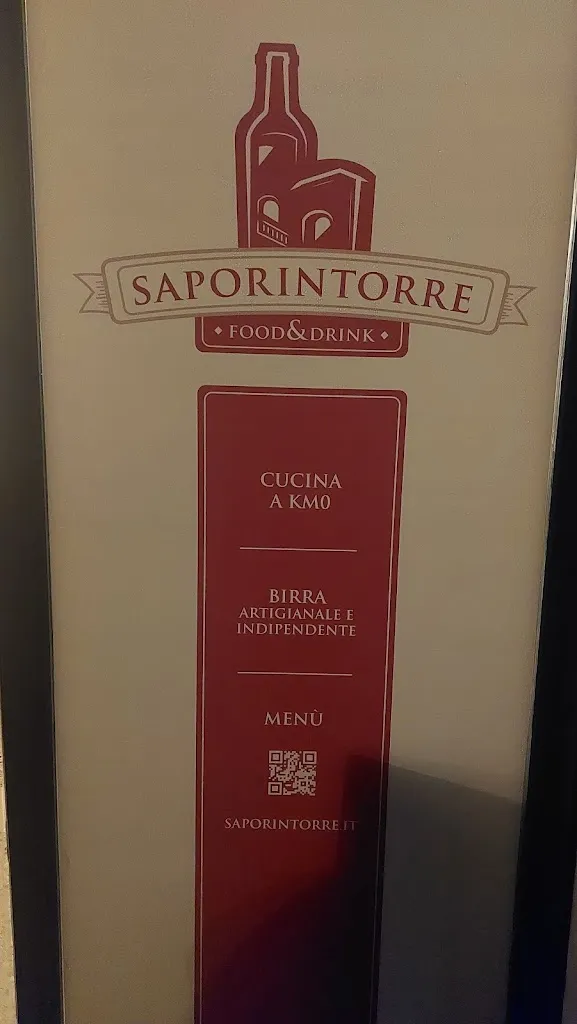 SAPORINTORRE
FOOD&DRINK
CUCINA
A KM0
BIRRA
ARTIGIANALE E
INDIPENDENTE
MENÙ
SAPORINTORRE.IT